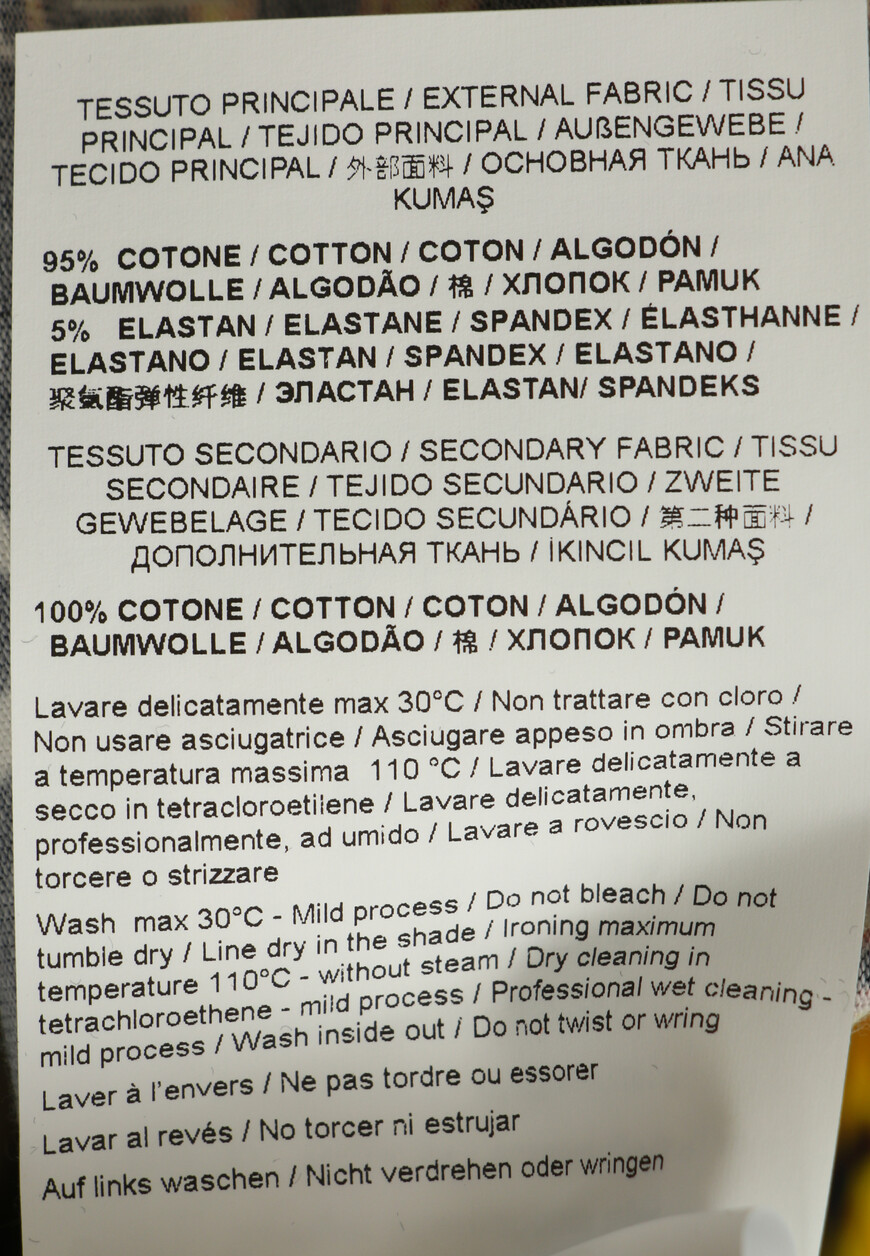 TESSUTO PRINCIPALE / EXTERNAL FABRIC / TISSU
PRINCIPAL / TEJIDO PRINCIPAL / AUßENGEWEBE /
TECIDO PRINCIPAL / 外部面料 / ОСНОВНАЯ ТКАНЬ / ANA
KUMAŞ
95% COTONE / COTTON / COTON / ALGODÓN /
BAUMWOLLE / ALGODÃO / 棉 / ХЛОПОК / PAMUK
5% ELASTAN / ELASTANE / SPANDEX / ÉLASTHANNE /
ELASTANO / ELASTAN / SPANDEX / ELASTANO /
聚氨酯弹性纤维 / ЭЛАСТАН / ELASTAN/ SPANDEKS
TESSUTO SECONDARIO / SECONDARY FABRIC / TISSU
SECONDAIRE / TEJIDO SECUNDARIO / ZWEITE
GEWEBELAGE / TECIDO SECUNDÁRIO / 第二种面料 /
ДОПОЛНИТЕЛЬНАЯ ТКАНЬ / İKINCIL KUMAŞ
100% COTONE / COTTON / COTON / ALGODÓN /
BAUMWOLLE / ALGODÃO / 棉 / ХЛОПОК / PAMUK
Lavare delicatamente max 30°C / Non trattare con cloro /
Non usare asciugatrice / Asciugare appeso in ombra / Stirare
a temperatura massima 110 °C / Lavare delicatamente a
secco in tetracloroetilene / Lavare delicatamente,
professionalmente, ad umido / Lavare a rovescio / Non
torcere o strizzare
Wash max 30°C - Mild process / Do not bleach / Do not
tumble dry / Line dry in the shade / Ironing maximum
temperature 110°C - without steam / Dry cleaning in
tetrachloroethene - mild process / Professional wet cleaning -
mild process / Wash inside out / Do not twist or wring
Laver à l'envers / Ne pas tordre ou essorer
Lavar al revés / No torcer ni estrujar
Auf links waschen / Nicht verdrehen oder wringen